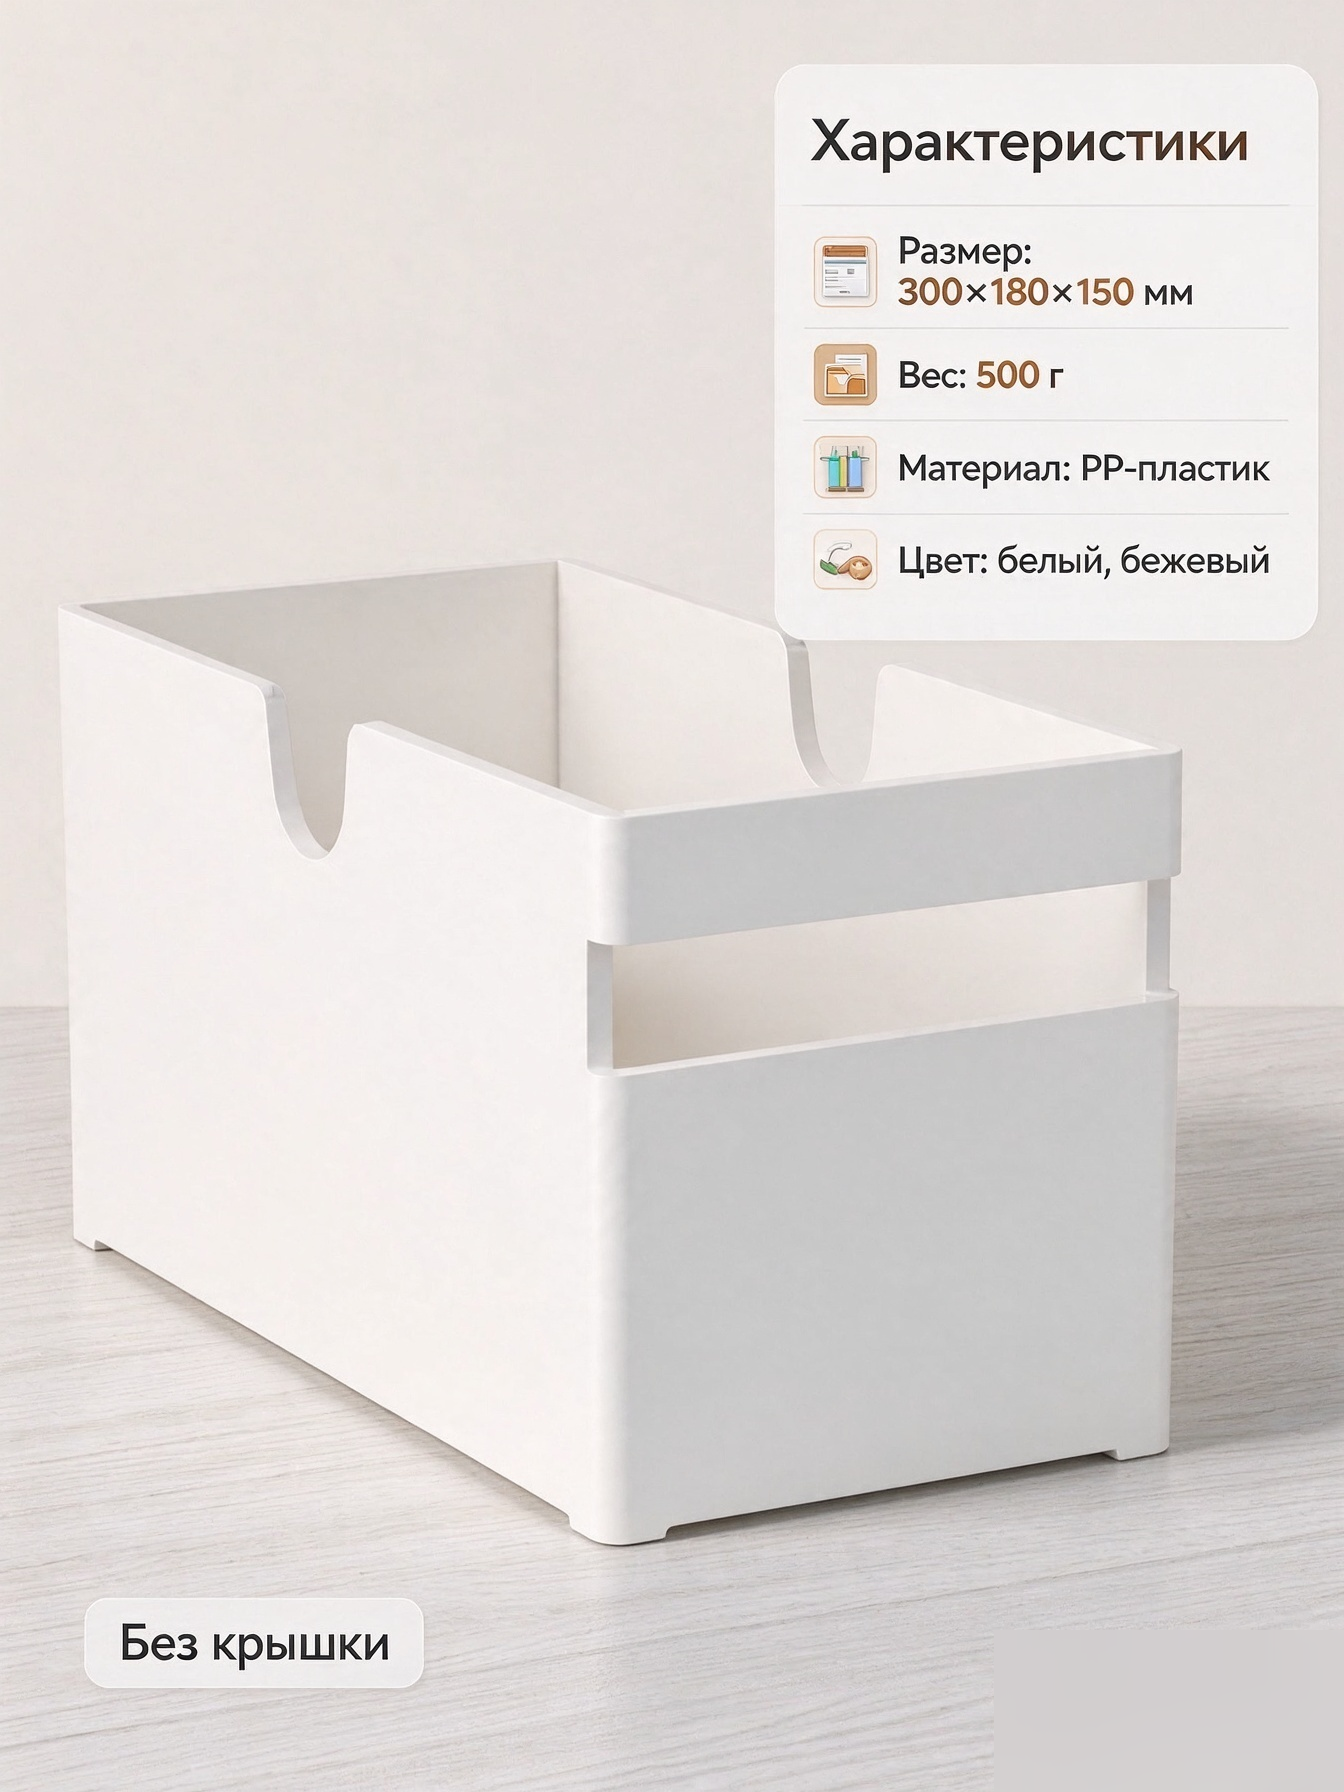 Характеристики
Размер:
300×180×150 мм
Вес: 500 г
Материал: PP-пластик
Цвет: белый, бежевый
Без крышки